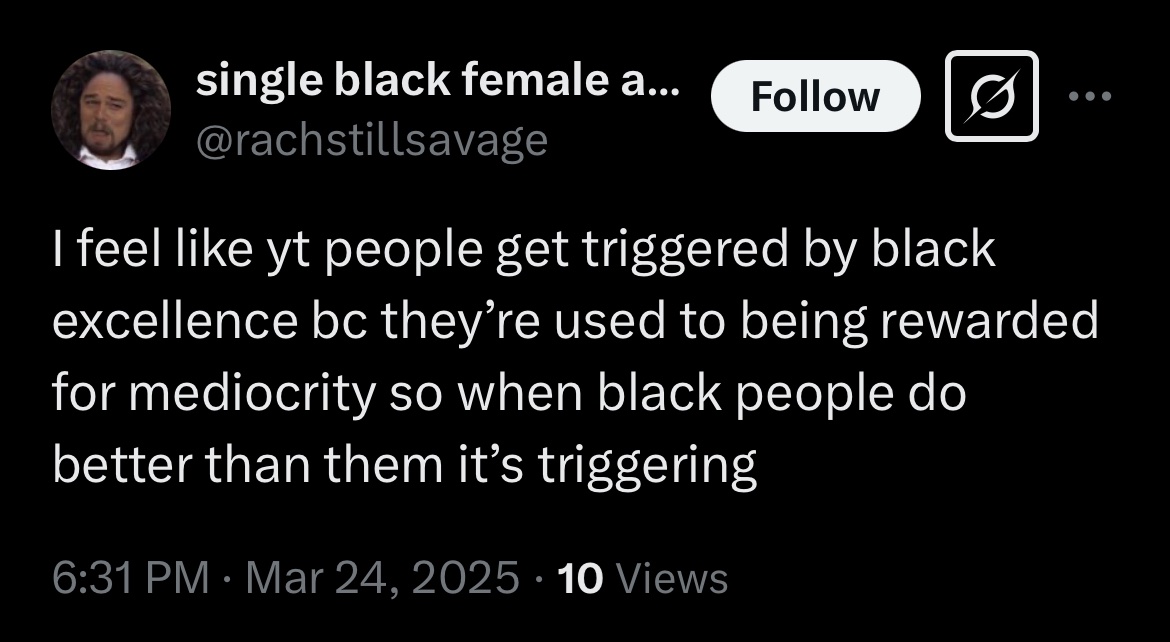 single black female a...
Follow
@rachstillsavage
I feel like yt people get triggered by black
excellence bc they’re used to being rewarded
for mediocrity so when black people do
better than them it’s triggering
6:31 PM · Mar 24, 2025 · 10 Views